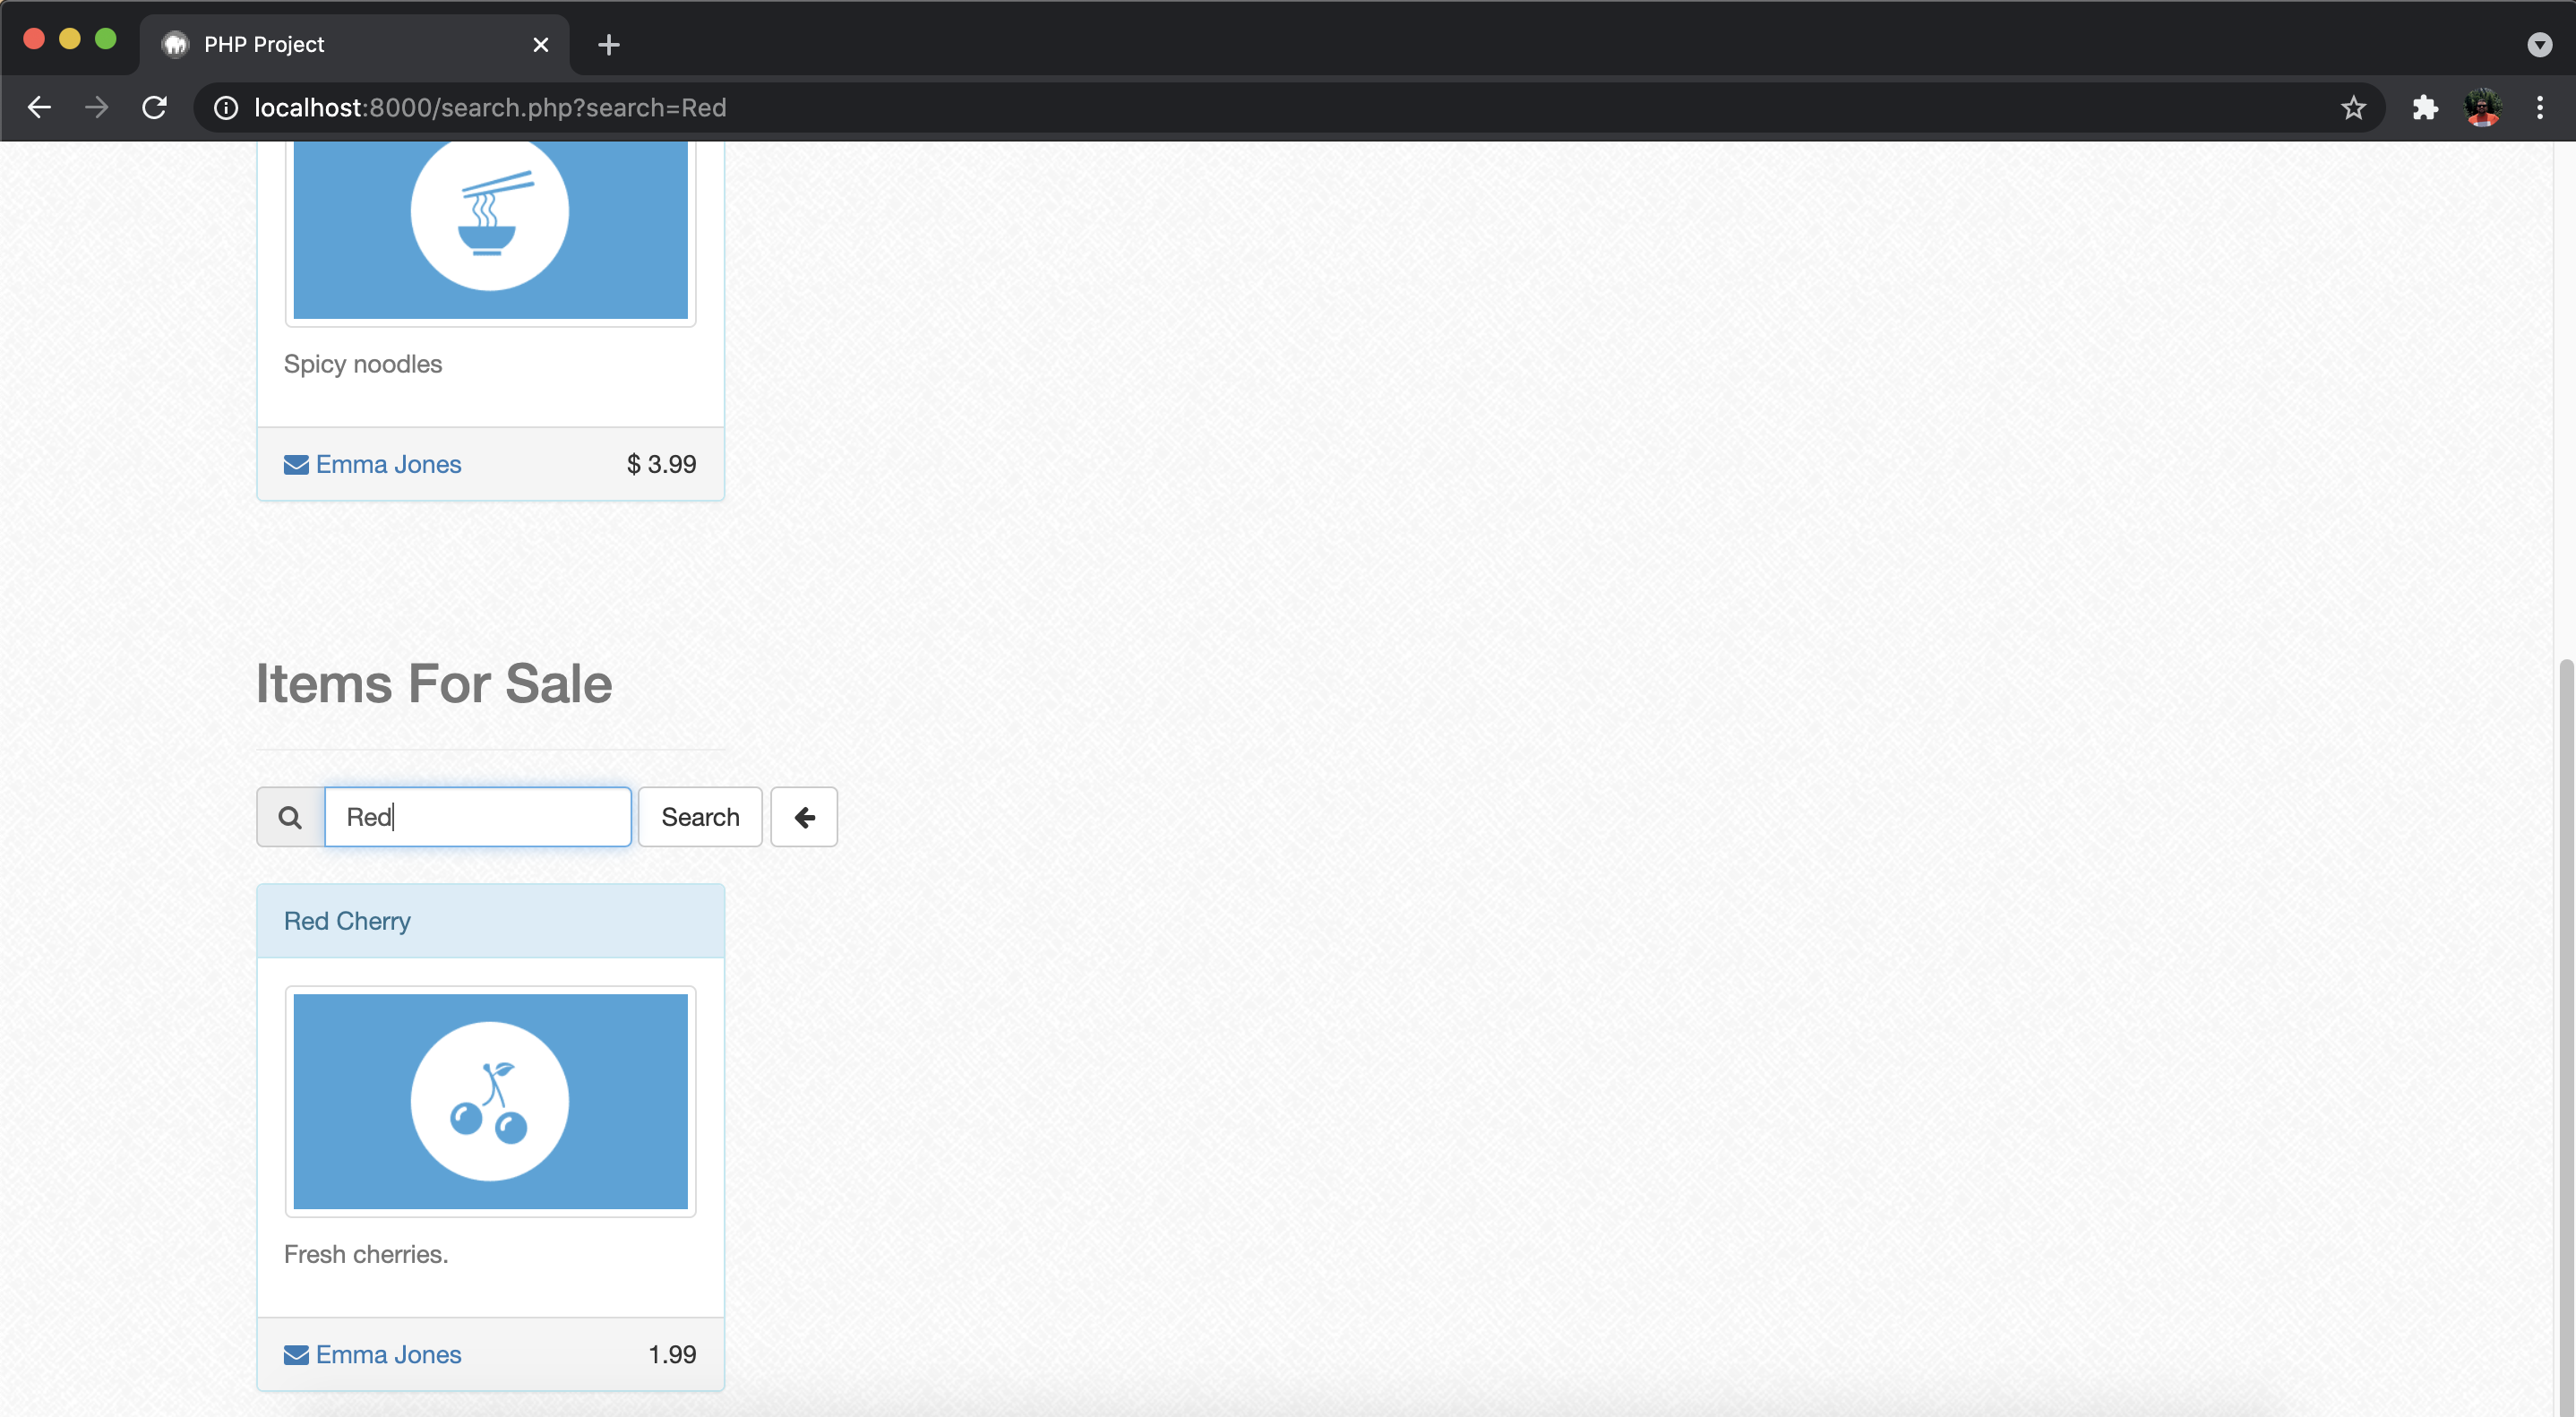 PHP Project
localhost:8000/search.php?search=Red
Spicy noodles
Emma Jones $ 3.99
Items For Sale
Red Search
Red Cherry
Fresh cherries.
Emma Jones 1.99